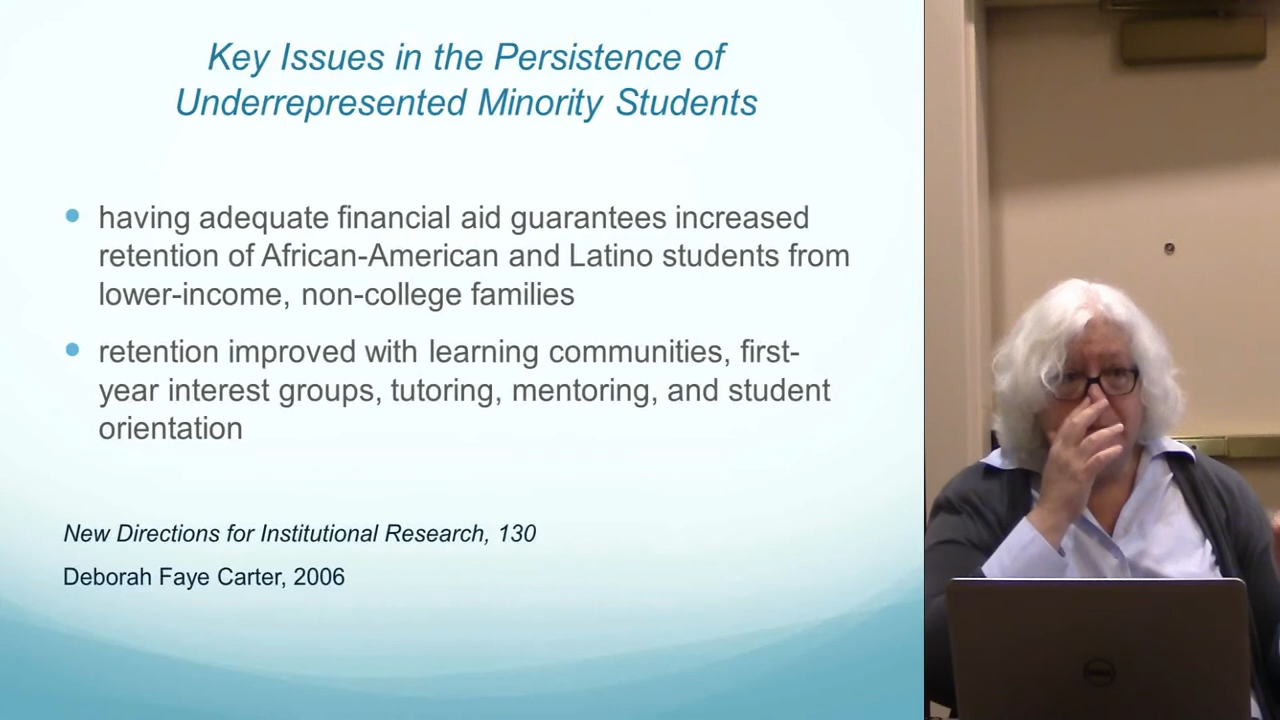 Key Issues in the Persistence of
Underrepresented Minority Students
having adequate financial aid guarantees increased
retention of African-American and Latino students from
lower-income, non-college families
retention improved with learning communities, first-
year interest groups, tutoring, mentoring, and student
orientation
New Directions for Institutional Research, 130
Deborah Faye Carter, 2006
DELL